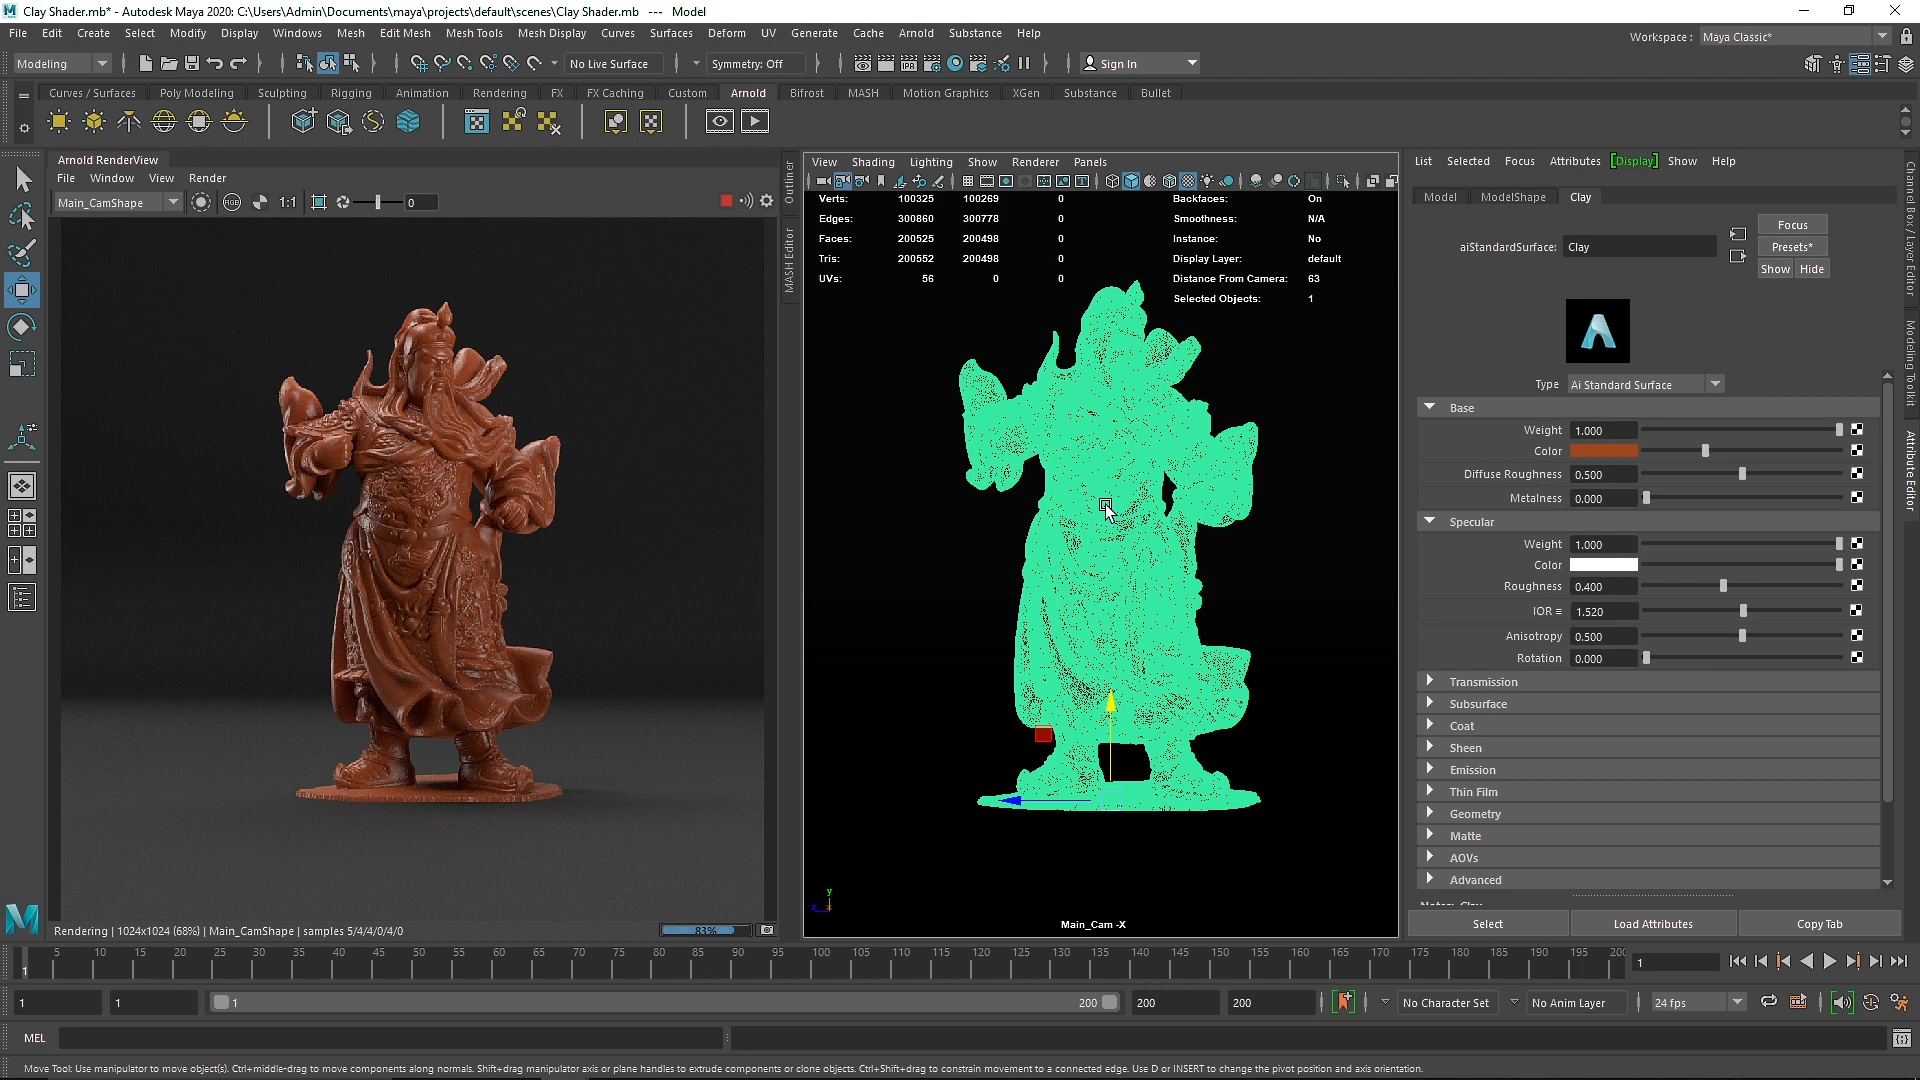 Clay Shader.mb* - Autodesk Maya 2020: C:\Users\Admin\Documents\maya\projects\default\scenes\Clay Shader.mb --- Model
File Edit Create Select Modify Display Windows Mesh Edit Mesh Mesh Tools Mesh Display Curves Surfaces Deform UV Generate Cache Arnold Substance Help
Workspace : Maya Classic*
Modeling No Live Surface Symmetry: Off Sign In
Curves / Surfaces Poly Modeling Sculpting Rigging Animation Rendering FX FX Caching Custom Arnold Bifrost MASH Motion Graphics XGen Substance Bullet
Arnold RenderView
File Window View Render
Main_CamShape RGB 1:1 0
Outliner
MASH Editor
View Shading Lighting Show Renderer Panels
Verts: 100325 100269 0
Edges: 300860 300778 0
Faces: 200525 200498 0
Tris: 200552 200498 0
UVs: 56 0 0
Backfaces: On
Smoothness: N/A
Instance: No
Display Layer: default
Distance From Camera: 63
Selected Objects: 1
y
z x
Main_Cam -X
List Selected Focus Attributes [Display] Show Help
Model ModelShape Clay
aiStandardSurface: Clay
Focus
Presets*
Show Hide
Type Ai Standard Surface
Base
Weight 1.000
Color
Diffuse Roughness 0.500
Metalness 0.000
Specular
Weight 1.000
Color
Roughness 0.400
IOR = 1.520
Anisotropy 0.500
Rotation 0.000
Transmission
Subsurface
Coat
Sheen
Emission
Thin Film
Geometry
Matte
AOVs
Advanced
Select Load Attributes Copy Tab
Channel Box / Layer Editor
Modeling Toolkit
Attribute Editor
Rendering | 1024x1024 (68%) | Main_CamShape | samples 5/4/4/0/4/0
83%
1 5 10 15 20 25 30 35 40 45 50 55 60 65 70 75 80 85 90 95 100 105 110 115 120 125 130 135 140 145 150 155 160 165 170 175 180 185 190 195 200 1
1 1 1 200 200 200 No Character Set No Anim Layer 24 fps
MEL
Move Tool: Use manipulator to move object(s). Ctrl+middle-drag to move components along normals. Shift+drag manipulator axis or plane handles to extrude components or clone objects. Ctrl+Shift+drag to constrain movement to a connected edge. Use D or INSERT to change the pivot position and axis orientation.